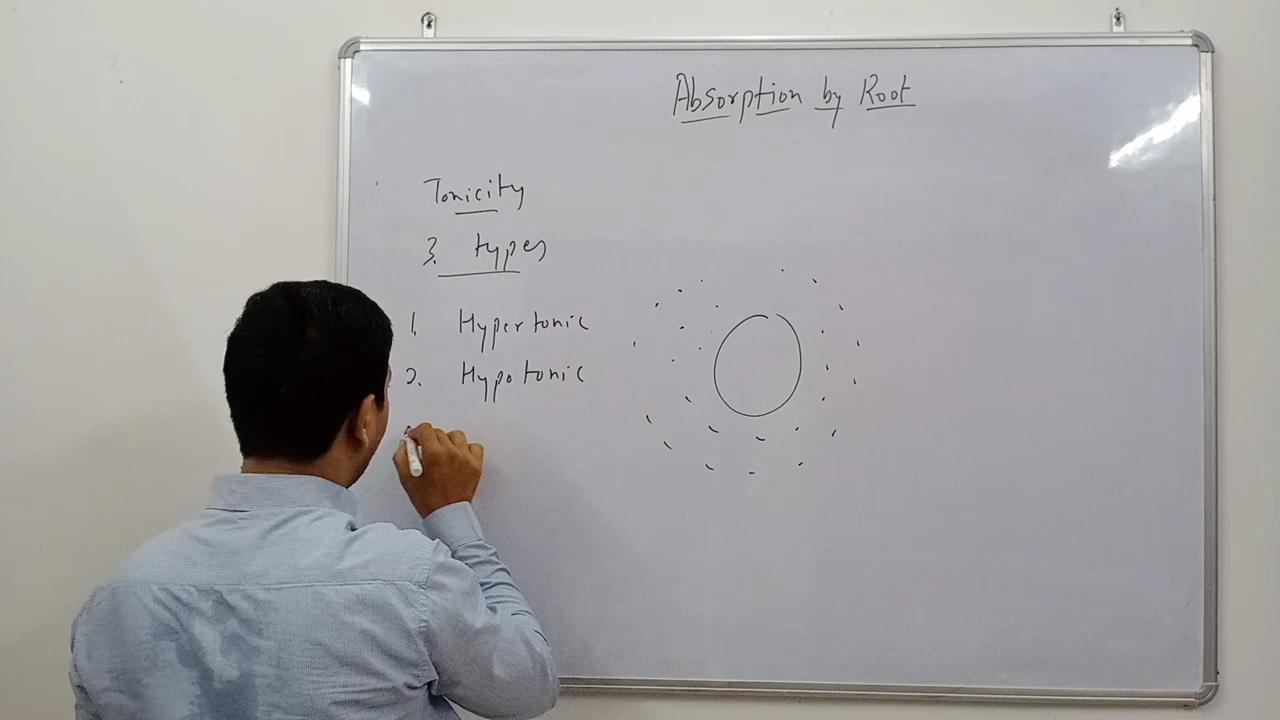 Absorption by Root
Tonicity
3. types
1. Hypertonic
2. Hypotonic